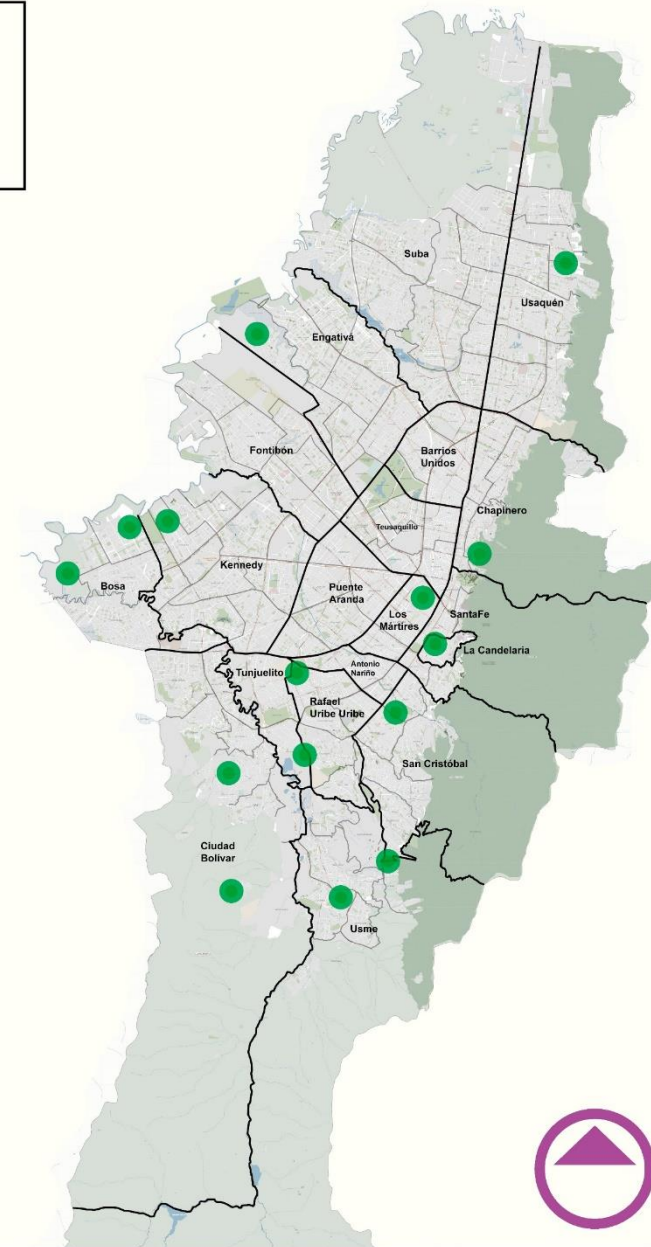 Suba
Usaquén
Engativá
Fontibón
Barrios
Unidos
Chapinero
Teusaquillo
Kennedy
Bosa
Puente
Aranda
Los
Mártires
SantaFe
La Candelaria
Antonio
Nariño
Tunjuelito
Rafael
Uribe Uribe
San Cristóbal
Ciudad
Bolívar
Usme